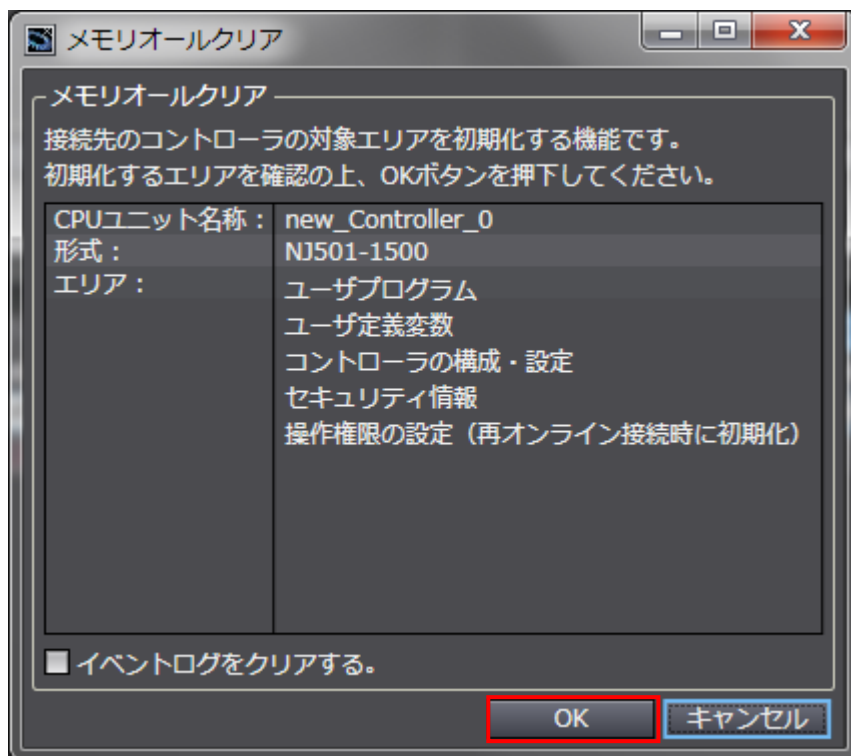 メモリオールクリア
メモリオールクリア
接続先のコントローラの対象エリアを初期化する機能です。
初期化するエリアを確認の上、OKボタンを押下してください。
CPUユニット名称： new_Controller_0
形式： NJ501-1500
エリア： ユーザプログラム
ユーザ定義変数
コントローラの構成・設定
セキュリティ情報
操作権限の設定（再オンライン接続時に初期化）
イベントログをクリアする。
OK キャンセル